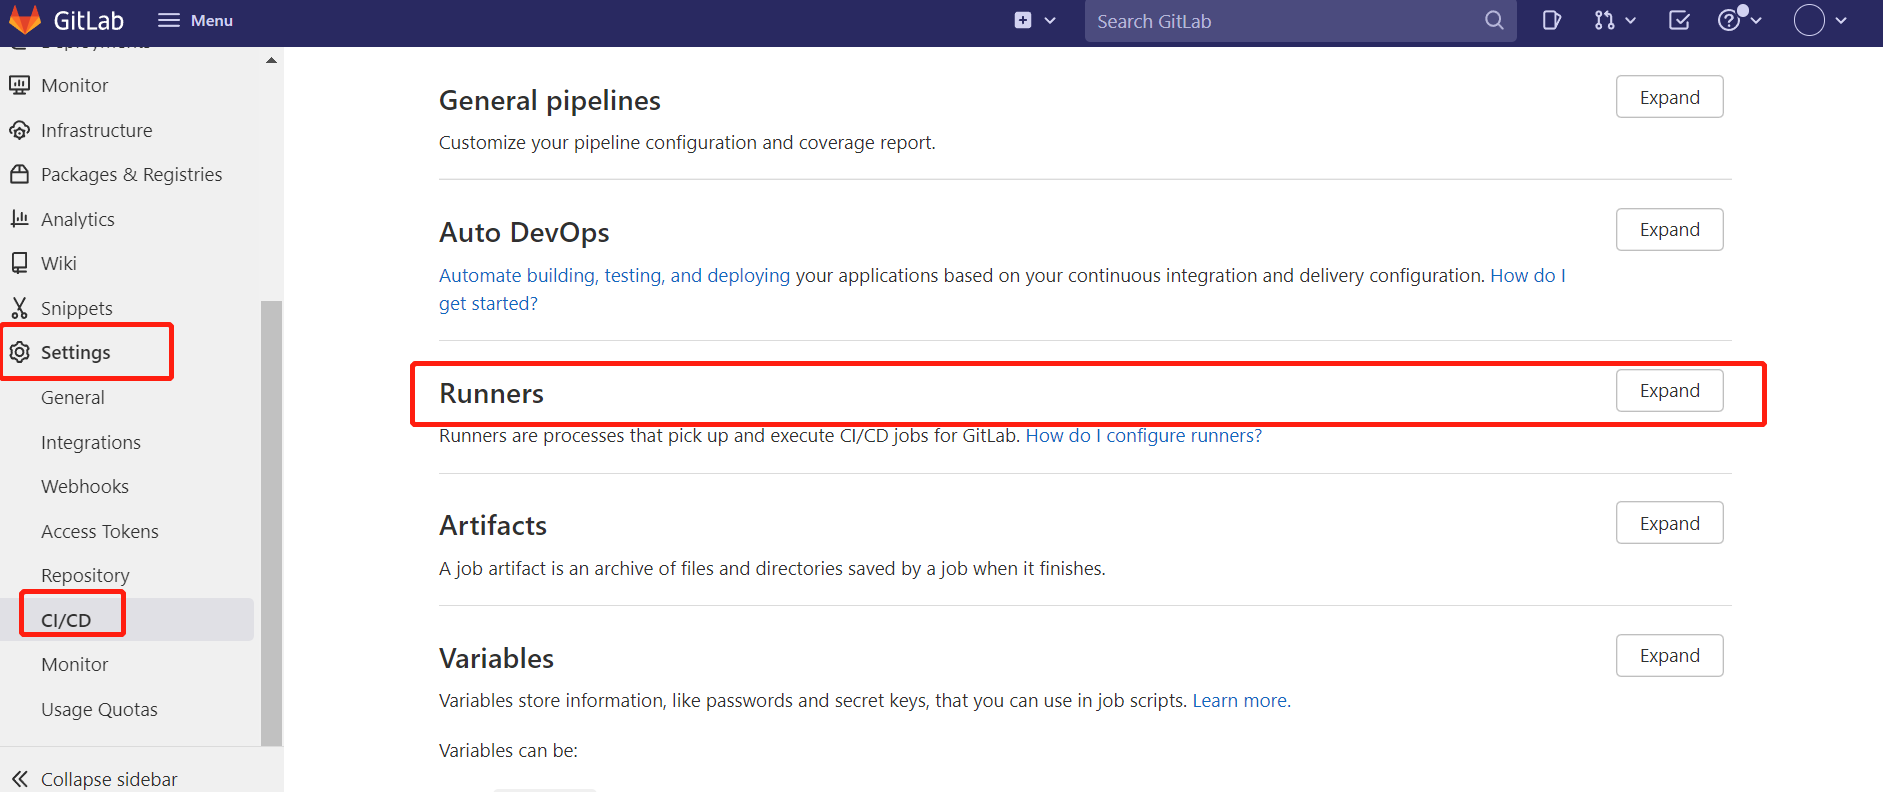 GitLab
Menu
Search GitLab
Monitor
Infrastructure
Packages & Registries
Analytics
Wiki
Snippets
Settings
General
Integrations
Webhooks
Access Tokens
Repository
CI/CD
Monitor
Usage Quotas
Collapse sidebar
General pipelines
Expand
Customize your pipeline configuration and coverage report.
Auto DevOps
Expand
Automate building, testing, and deploying your applications based on your continuous integration and delivery configuration. How do I
get started?
Runners
Expand
Runners are processes that pick up and execute CI/CD jobs for GitLab. How do I configure runners?
Artifacts
Expand
A job artifact is an archive of files and directories saved by a job when it finishes.
Variables
Expand
Variables store information, like passwords and secret keys, that you can use in job scripts. Learn more.
Variables can be: